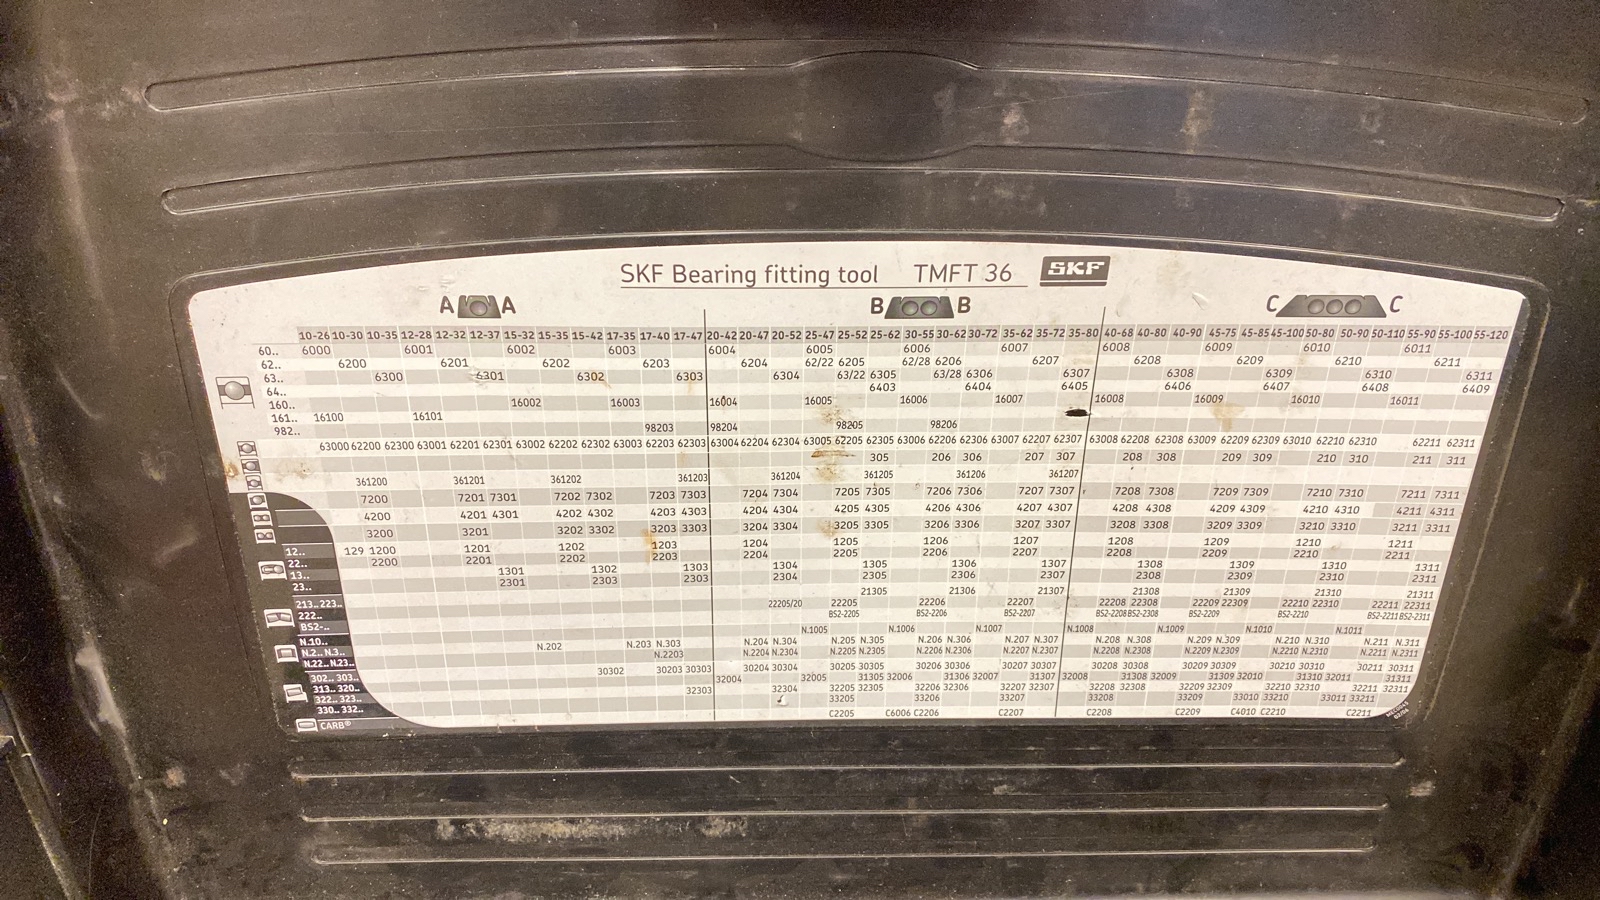 SKF Bearing fitting tool TMFT 36 SKF
A A B B C C
10-26 10-30 10-35 12-28 12-32 12-37 15-32 15-35 15-42 17-35 17-40 17-47 20-42 20-47 20-52 25-47 25-52 25-62 30-55 30-62 30-72 35-62 35-72 35-80 40-68 40-80 40-90 45-75 45-85 45-100 50-80 50-90 50-110 55-90 55-100 55-120
60.. 6000 6001 6002 6003 6004 6005 6006 6007 6008 6009 6010 6011
62.. 6200 6201 6202 6203 6204 62/22 6205 62/28 6206 6207 6208 6209 6210 6211
63.. 6300 6301 6302 6303 6304 63/22 6305 63/28 6306 6307 6308 6309 6310 6311
64.. 6403 6404 6405 6406 6407 6408 6409
160.. 16002 16003 16004 16005 16006 16007 16008 16009 16010 16011
161.. 16100 16101
982.. 98203 98204 98205 98206
63000 62200 62300 63001 62201 62301 63002 62202 62302 63003 62203 62303 63004 62204 62304 63005 62205 62305 63006 62206 62306 63007 62207 62307 63008 62208 62308 63009 62209 62309 63010 62210 62310 62211 62311
305 206 306 207 307 208 308 209 309 210 310 211 311
361200 361201 361202 361203 361204 361205 361206 361207
7200 7201 7301 7202 7302 7203 7303 7204 7304 7205 7305 7206 7306 7207 7307 7208 7308 7209 7309 7210 7310 7211 7311
4200 4201 4301 4202 4302 4203 4303 4204 4304 4205 4305 4206 4306 4207 4307 4208 4308 4209 4309 4210 4310 4211 4311
3200 3201 3202 3302 3203 3303 3204 3304 3205 3305 3206 3306 3207 3307 3208 3308 3209 3309 3210 3310 3211 3311
12.. 129 1200 1201 1202 1203 1204 1205 1206 1207 1208 1209 1210 1211
22.. 2200 2201 2202 2203 2204 2205 2206 2207 2208 2209 2210 2211
13.. 1301 1302 1303 1304 1305 1306 1307 1308 1309 1310 1311
23.. 2301 2303 2303 2304 2305 2306 2307 2308 2309 2310 2311
21305 21306 21307 21308 21309 21310 21311
213.. 223.. 22205/20 22205 22206 22207 22208 22308 22209 22309 22210 22310 22211 22311
222.. BS2-2205 BS2-2206 BS2-2207 BS2-2208 BS2-2308 BS2-2209 BS2-2210 BS2-2211 BS2-2311
BS2-..
N.10.. N.1005 N.1006 N.1007 N.1008 N.1009 N.1010 N.1011
N.2.. N.3.. N.202 N.203 N.303 N.204 N.304 N.205 N.305 N.206 N.306 N.207 N.307 N.208 N.308 N.209 N.309 N.210 N.310 N.211 N.311
N.22.. N.23.. N.2203 N.2204 N.2304 N.2205 N.2305 N.2206 N.2306 N.2207 N.2307 N.2208 N.2308 N.2209 N.2309 N.2210 N.2310 N.2211 N.2311
302.. 303.. 30302 30203 30303 30204 30304 30205 30305 30206 30306 30207 30307 30208 30308 30209 30309 30210 30310 30211 30311
313.. 320.. 32004 32005 31305 32006 31306 32007 31307 32008 31308 32009 31309 32010 31310 32011 31311
322.. 323.. 32303 32304 32205 32305 32206 32306 32207 32307 32208 32308 32209 32309 32210 32310 32211 32311
330.. 332.. 33205 33206 33207 33208 33209 33010 33210 33011 33211
CARB® C2205 C6006 C2206 C2207 C2208 C2209 C4010 C2210 C2211